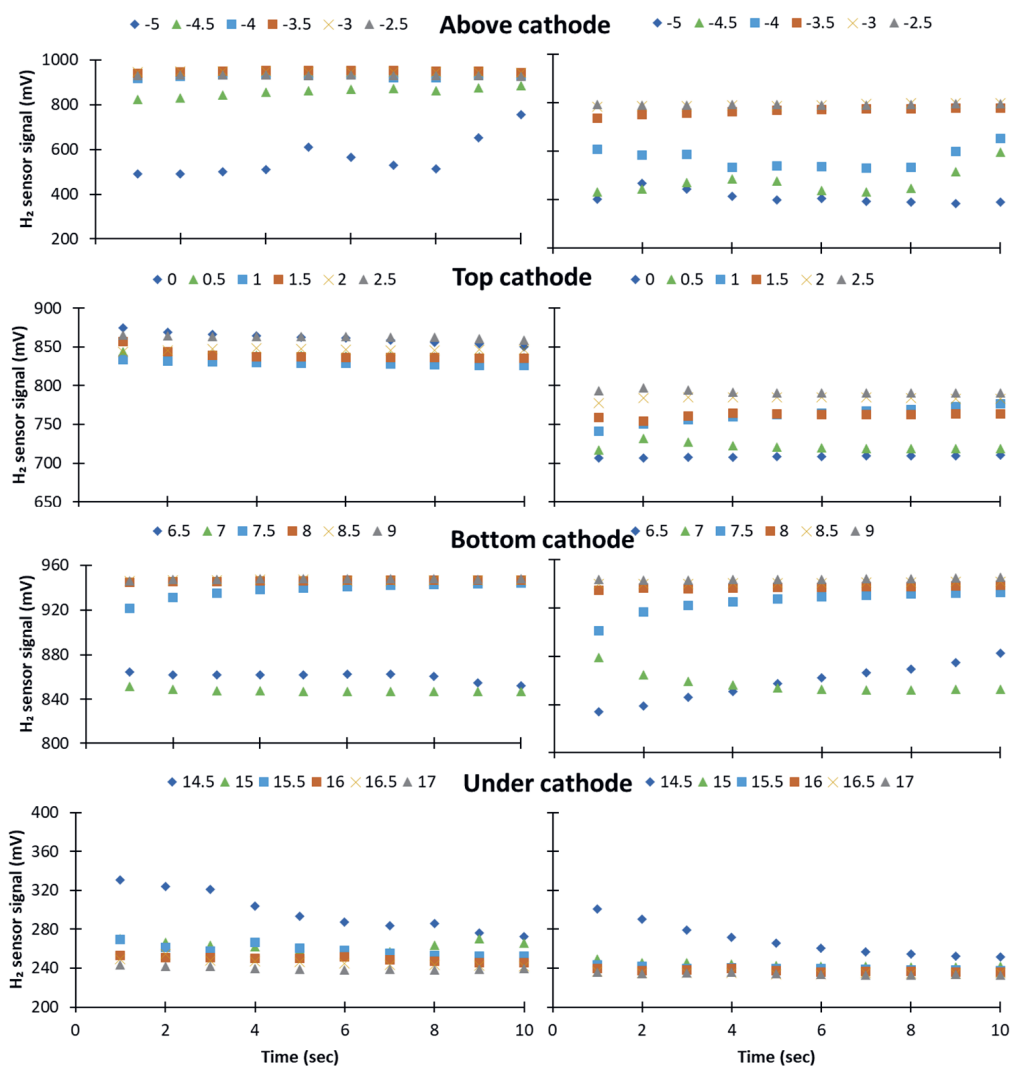 Above cathode
-5 -4.5 -4 -3.5 -3 -2.5
-5 -4.5 -4 -3.5 -3 -2.5
H₂ sensor signal (mV)
1000
800
600
400
200
Top cathode
0 0.5 1 1.5 2 2.5
0 0.5 1 1.5 2 2.5
H₂ sensor signal (mV)
900
850
800
750
700
650
6.5 7 7.5 8 8.5 9
6.5 7 7.5 8 8.5 9
Bottom cathode
H₂ sensor signal (mV)
960
920
880
840
800
Under cathode
14.5 15 15.5 16 16.5 17
14.5 15 15.5 16 16.5 17
H₂ sensor signal (mV)
400
360
320
280
240
200
0 2 4 6 8 10
Time (sec)
0 2 4 6 8 10
Time (sec)